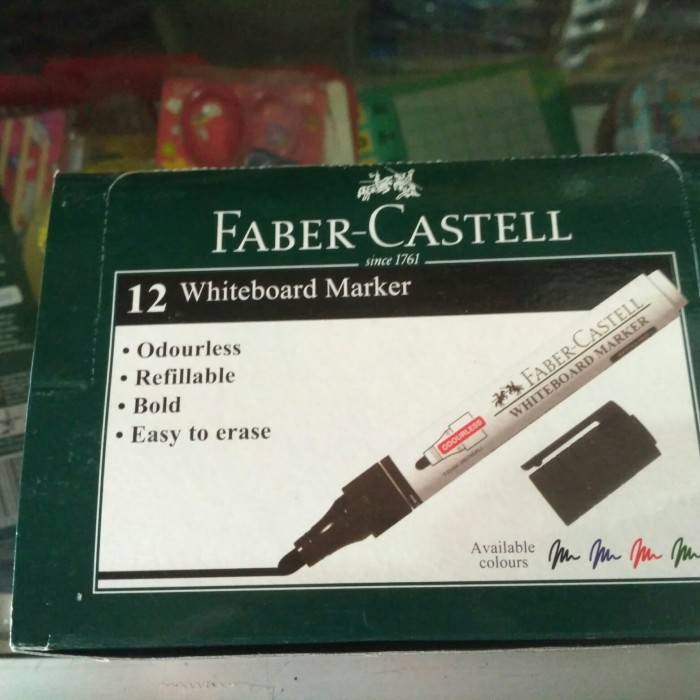 FABER-CASTELL
since 1761
12 Whiteboard Marker
• Odourless
• Refillable
• Bold
• Easy to erase
FABER-CASTELL
WHITEBOARD MARKER
ODOURLESS
Available
colours